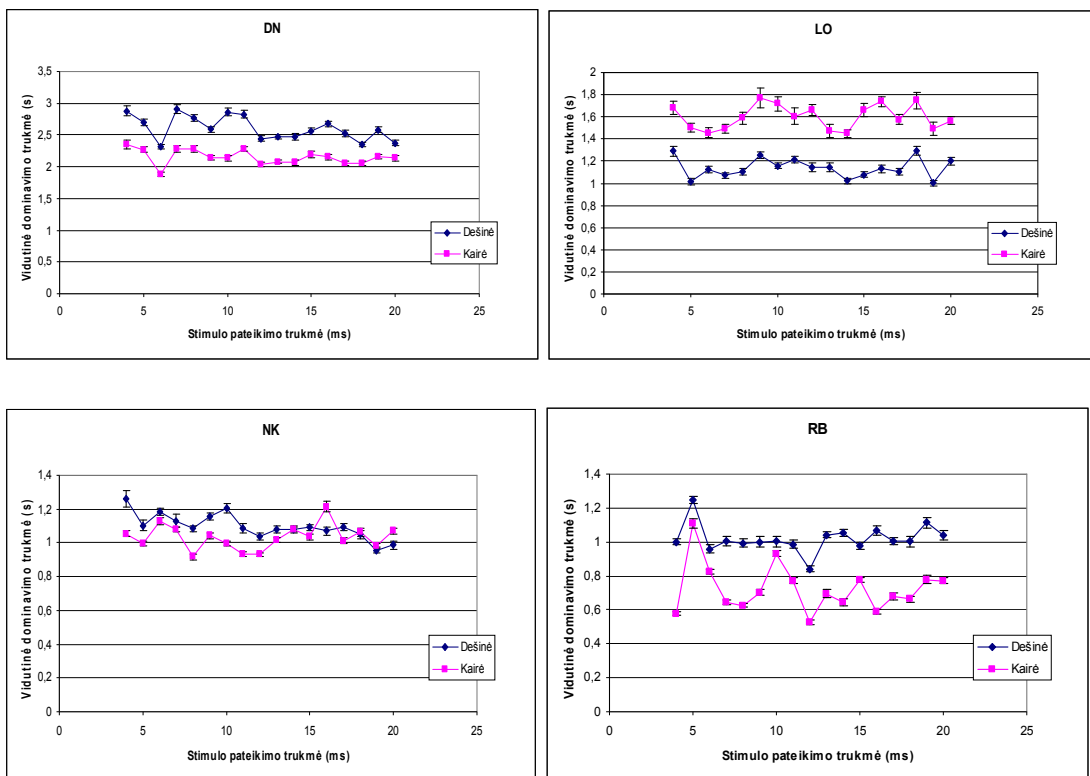 DN
Vidutinė dominavimo trukmė (s)
3,5
3
2,5
2
1,5
1
0,5
0
0 5 10 15 20 25
Stimulo pateikimo trukmė (ms)
Dešinė
Kairė
LO
Vidutinė dominavimo trukmė (s)
2
1,8
1,6
1,4
1,2
1
0,8
0,6
0,4
0,2
0
0 5 10 15 20 25
Stimulo pateikimo trukmė (ms)
Dešinė
Kairė
NK
Vidutinė dominavimo trukmė (s)
1,4
1,2
1
0,8
0,6
0,4
0,2
0
0 5 10 15 20 25
Stimulo pateikimo trukmė (ms)
Dešinė
Kairė
RB
Vidutinė dominavimo trukmė (s)
1,4
1,2
1
0,8
0,6
0,4
0,2
0
0 5 10 15 20 25
Stimulo pateikimo trukmė (ms)
Dešinė
Kairė